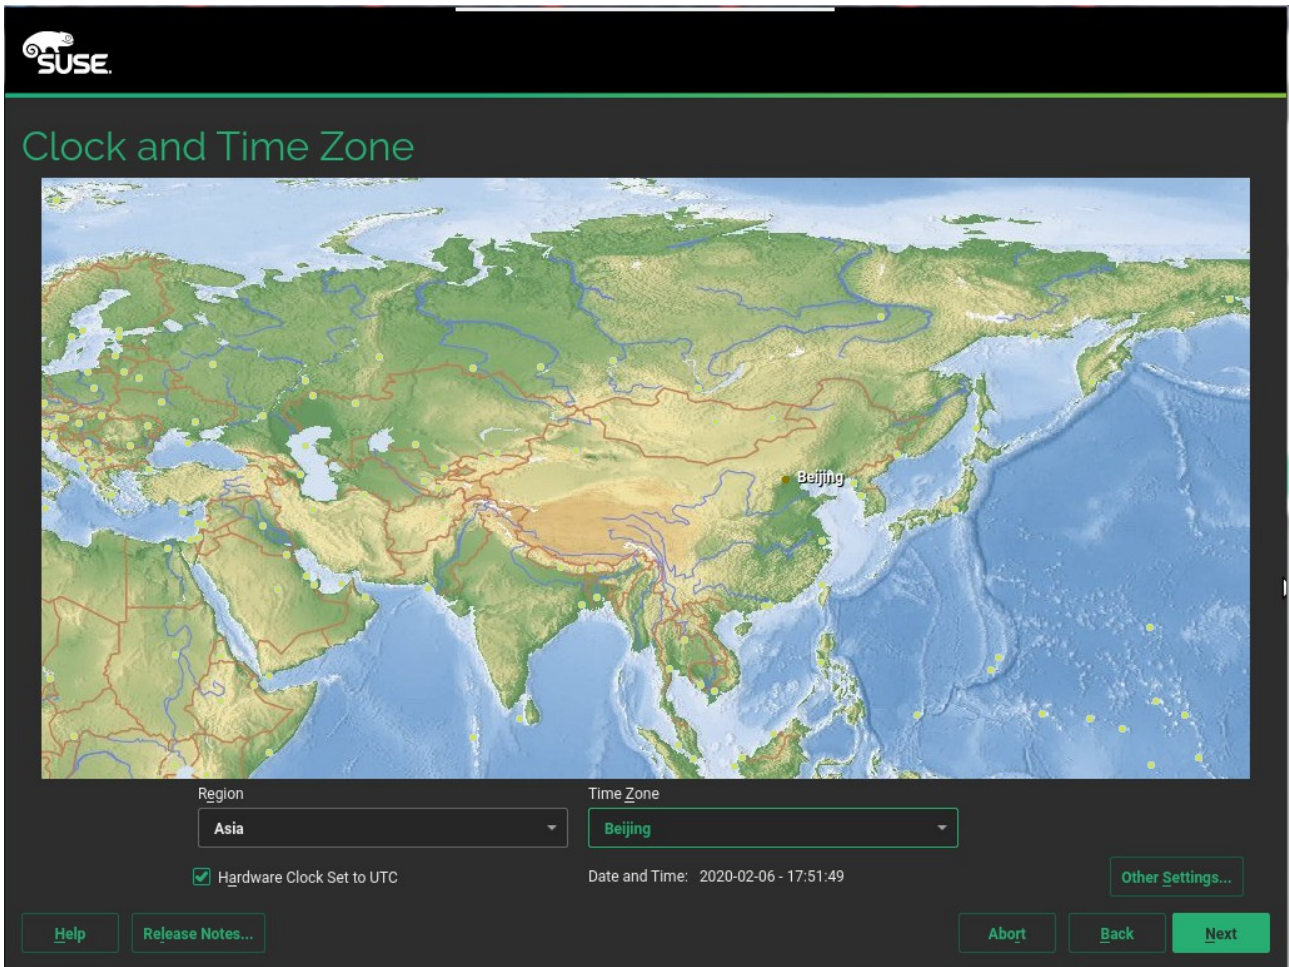 SUSE.
Clock and Time Zone
Beijing
Region
Time Zone
Asia
Beijing
Hardware Clock Set to UTC
Date and Time: 2020-02-06 - 17:51:49
Other Settings...
Help
Release Notes...
Abort
Back
Next